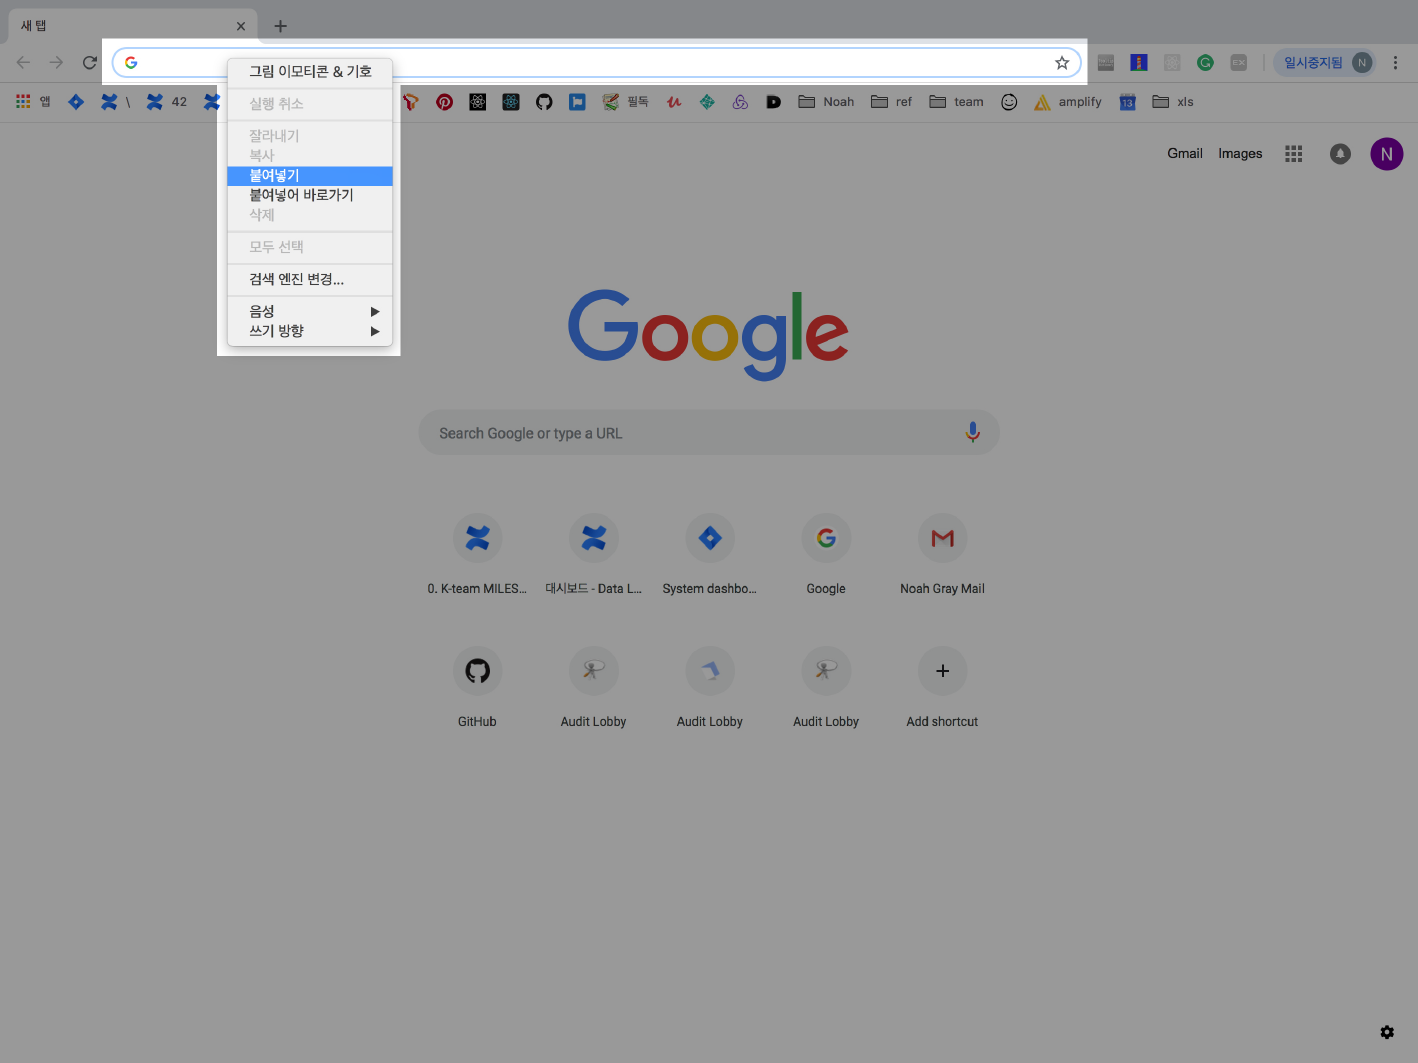 새 탭
일시중지됨
N
그림 이모티콘 & 기호
실행 취소
잘라내기
복사
붙여넣기
붙여넣어 바로가기
삭제
모두 선택
검색 엔진 변경...
음성
쓰기 방향
앱
\
42
필독
Noah
ref
team
amplify
13
xls
Gmail
Images
N
Google
Search Google or type a URL
0. K-team MILES...
대시보드 - Data L...
System dashbo...
Google
Noah Gray Mail
GitHub
Audit Lobby
Audit Lobby
Audit Lobby
Add shortcut